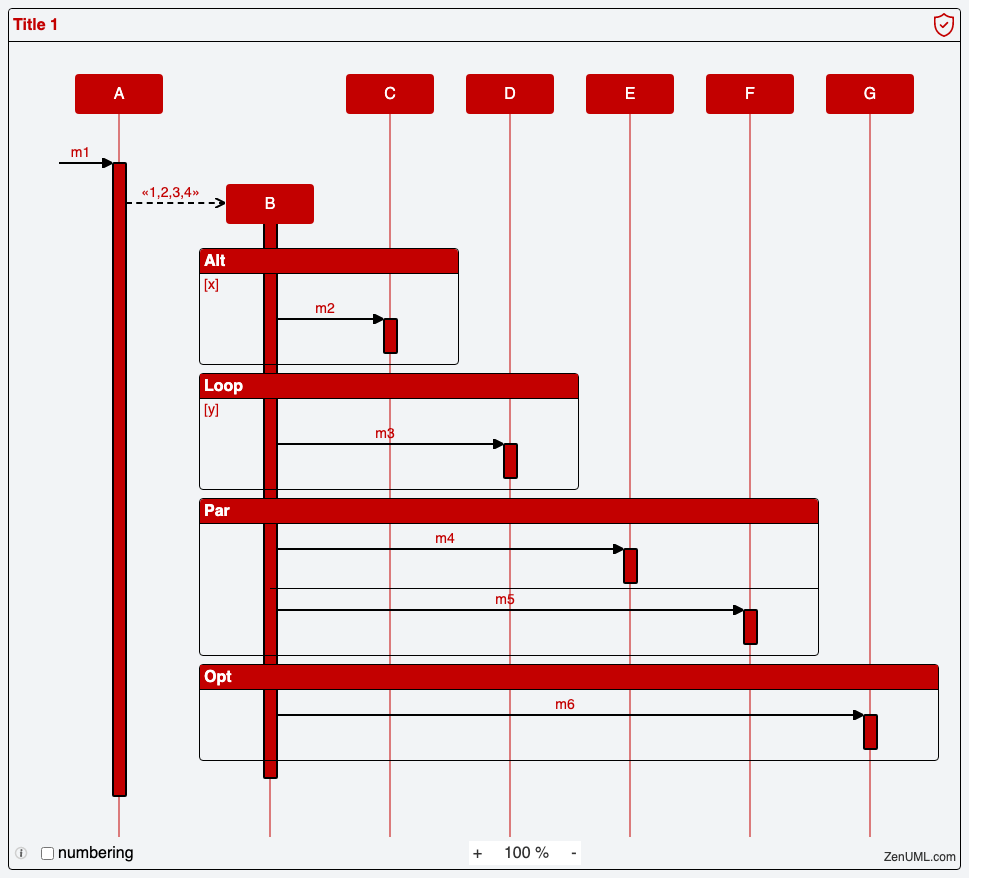 Title 1
A
C
D
E
F
G
m1
«1,2,3,4»
B
Alt
[x]
m2
Loop
[y]
m3
Par
m4
m5
Opt
m6
numbering
+ 100 % -
ZenUML.com